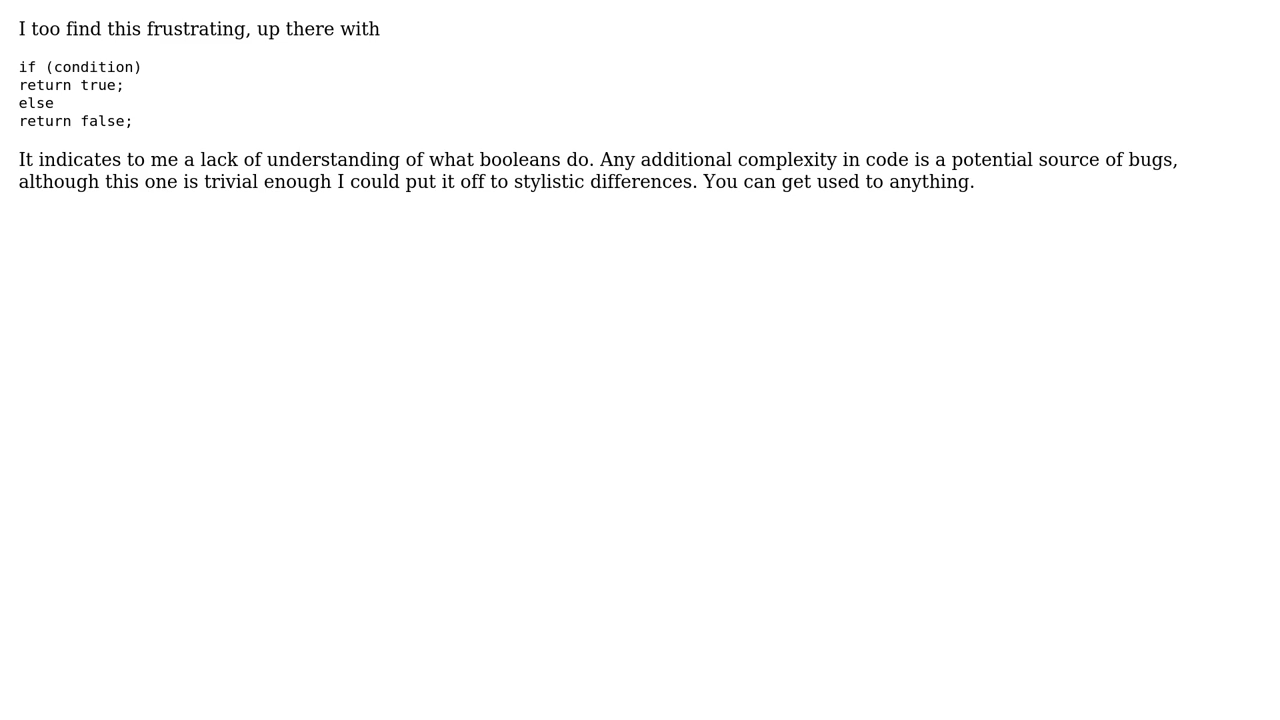 I too find this frustrating, up there with
if (condition)
return true;
else
return false;
It indicates to me a lack of understanding of what booleans do. Any additional complexity in code is a potential source of bugs,
although this one is trivial enough I could put it off to stylistic differences. You can get used to anything.